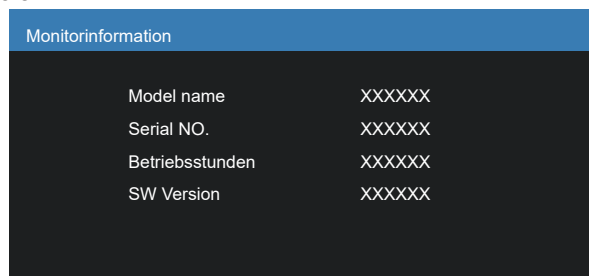 Monitorinformation
Model name XXXXXX
Serial NO. XXXXXX
Betriebsstunden XXXXXX
SW Version XXXXXX